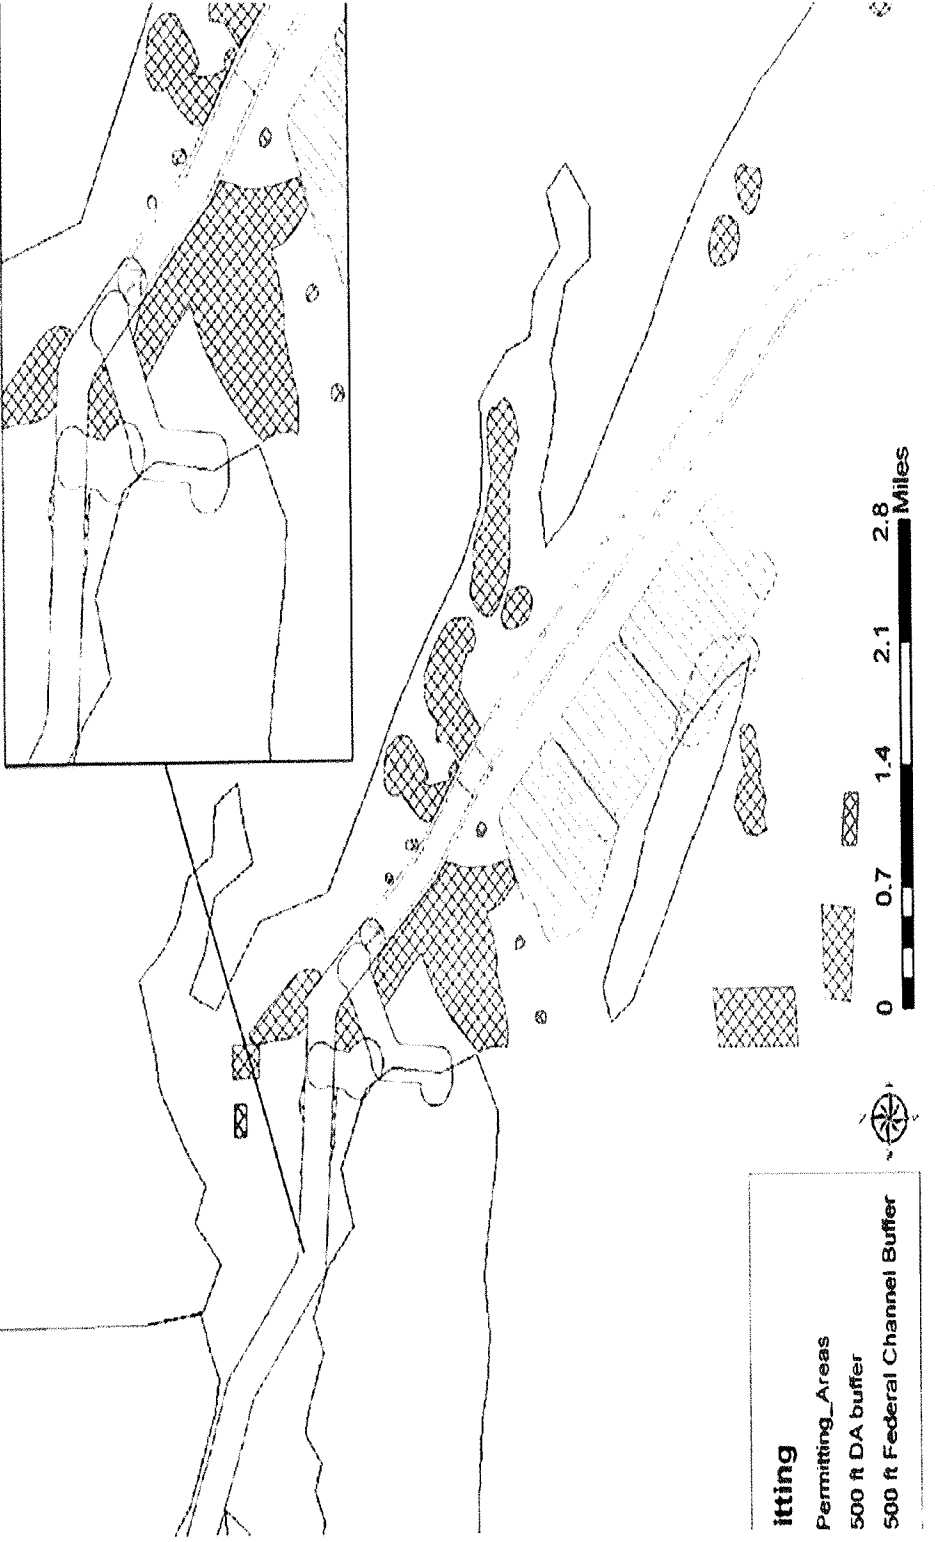 itting
Permitting_Areas
500 ft DA buffer
500 ft Federal Channel Buffer
0 0.7 1.4 2.1 2.8
Miles